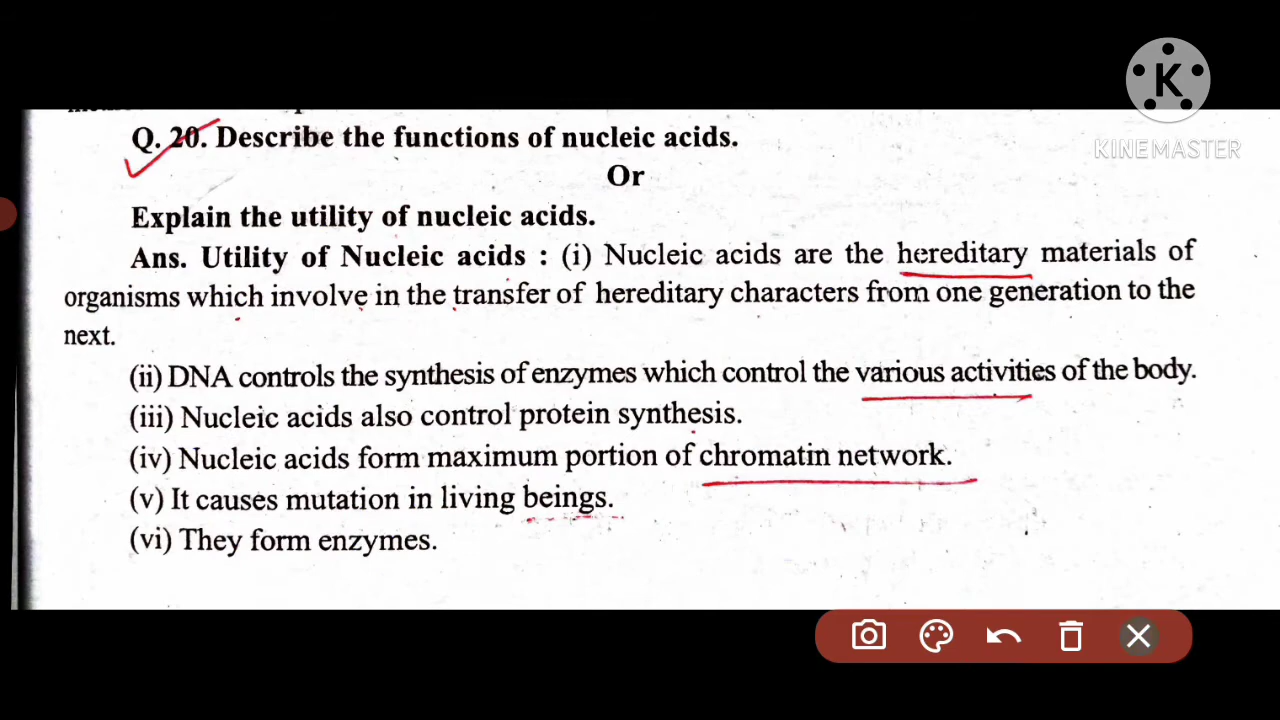 K
KINEMASTER
Q. 20. Describe the functions of nucleic acids.
Or
Explain the utility of nucleic acids.
Ans. Utility of Nucleic acids : (i) Nucleic acids are the hereditary materials of
organisms which involve in the transfer of hereditary characters from one generation to the
next.
(ii) DNA controls the synthesis of enzymes which control the various activities of the body.
(iii) Nucleic acids also control protein synthesis.
(iv) Nucleic acids form maximum portion of chromatin network.
(v) It causes mutation in living beings.
(vi) They form enzymes.